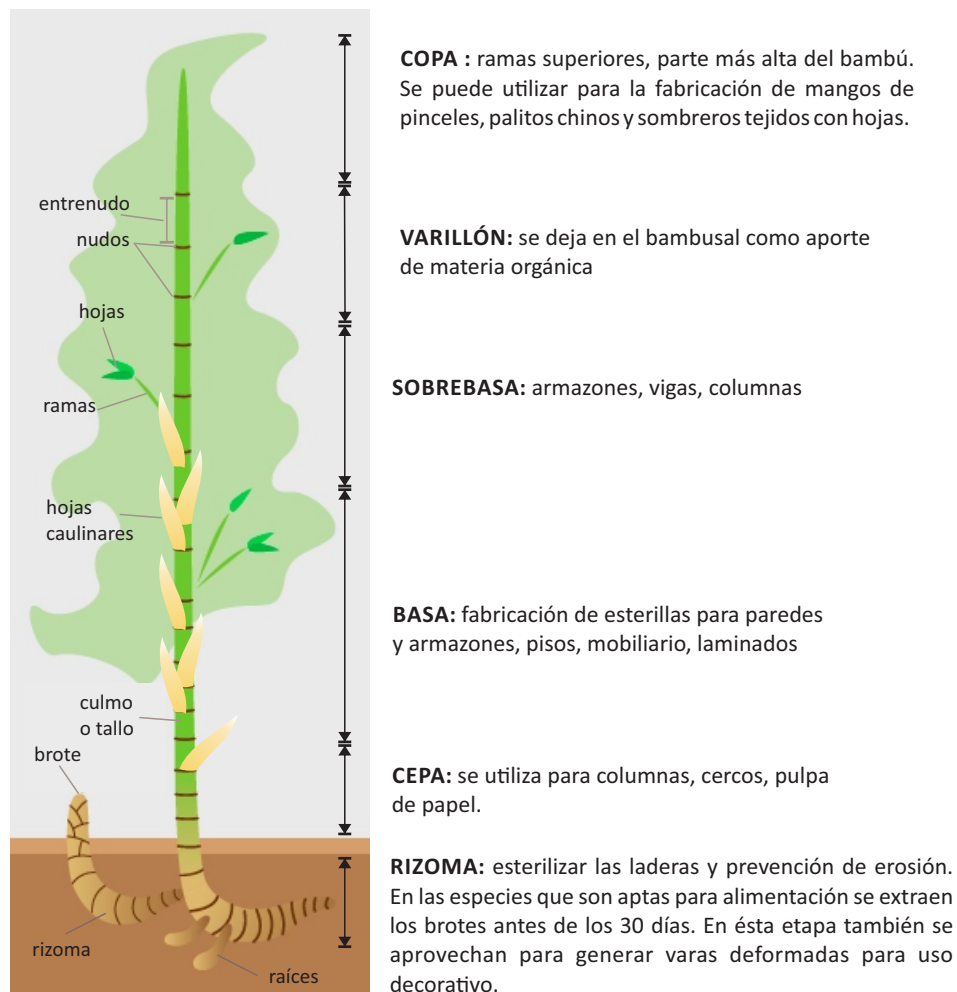 COPA : ramas superiores, parte más alta del bambú.
Se puede utilizar para la fabricación de mangos de
pinceles, palitos chinos y sombreros tejidos con hojas.
entrenudo
nudos
VARILLÓN: se deja en el bambusal como aporte
de materia orgánica
hojas
ramas
SOBREBASA: armazones, vigas, columnas
hojas
caulinares
BASA: fabricación de esterillas para paredes
y armazones, pisos, mobiliario, laminados
culmo
o tallo
brote
CEPA: se utiliza para columnas, cercos, pulpa
de papel.
RIZOMA: esterilizar las laderas y prevención de erosión.
En las especies que son aptas para alimentación se extraen
los brotes antes de los 30 días. En ésta etapa también se
aprovechan para generar varas deformadas para uso
decorativo.
rizoma
raíces